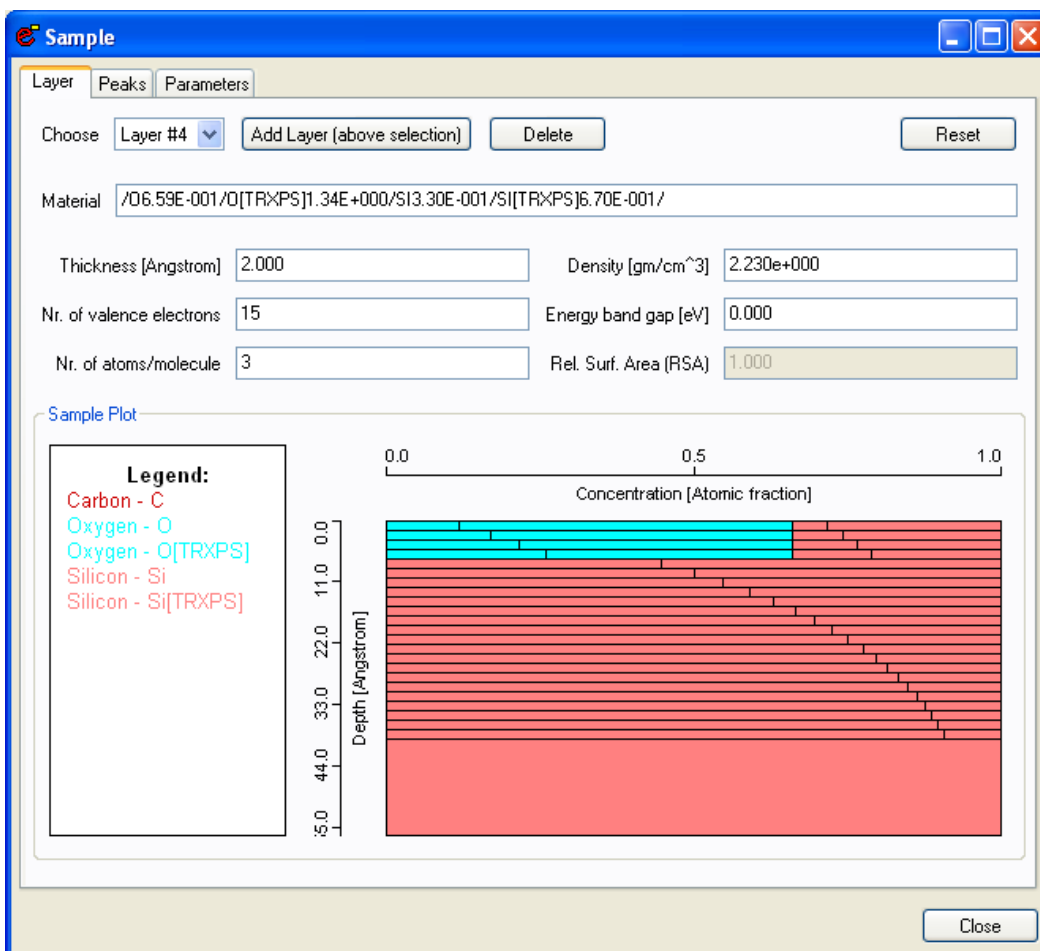 Sample
Layer Peaks Parameters
Choose Layer #4 Add Layer (above selection) Delete Reset
Material /O6.59E-001/O[TRXPS]1.34E+000/SI3.30E-001/SI[TRXPS]6.70E-001/
Thickness [Angstrom] 2.000 Density [gm/cm^3] 2.230e+000
Nr. of valence electrons 15 Energy band gap [eV] 0.000
Nr. of atoms/molecule 3 Rel. Surf. Area (RSA) 1.000
Sample Plot
Legend:
Carbon - C
Oxygen - O
Oxygen - O[TRXPS]
Silicon - Si
Silicon - Si[TRXPS]
0.0 0.5 1.0
Concentration [Atomic fraction]
0.0
11.0
22.0
33.0
44.0
5.0
Depth [Angstrom]
Close